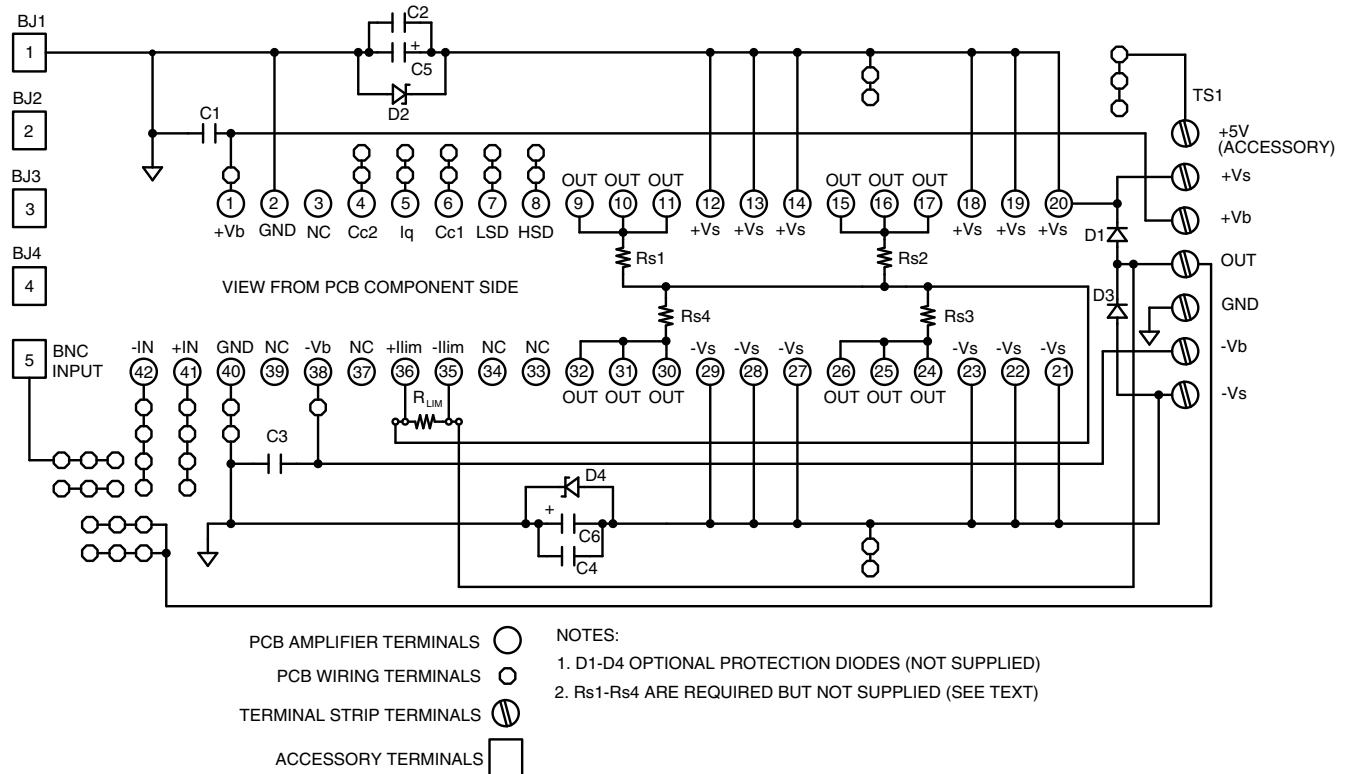 BJ1
1
BJ2
2
BJ3
3
BJ4
4
5
BNC
INPUT
C2
+
C5
D2
C1
TS1
+5V
(ACCESSORY)
+Vs
+Vb
OUT
GND
-Vb
-Vs
D1
D3
OUT OUT OUT
OUT OUT OUT
1 2 3 4 5 6 7 8 9 10 11 12 13 14 15 16 17 18 19 20
+Vb GND NC Cc2 Iq Cc1 LSD HSD +Vs +Vs +Vs +Vs +Vs +Vs
Rs1
Rs2
VIEW FROM PCB COMPONENT SIDE
Rs4
Rs3
-IN +IN GND NC -Vb NC +Ilim -Ilim NC NC -Vs -Vs -Vs -Vs -Vs -Vs
42 41 40 39 38 37 36 35 34 33 32 31 30 29 28 27 26 25 24 23 22 21
OUT OUT OUT
OUT OUT OUT
RLIM
C3
D4
+
C6
C4
PCB AMPLIFIER TERMINALS
PCB WIRING TERMINALS
TERMINAL STRIP TERMINALS
ACCESSORY TERMINALS
NOTES:
1. D1-D4 OPTIONAL PROTECTION DIODES (NOT SUPPLIED)
2. Rs1-Rs4 ARE REQUIRED BUT NOT SUPPLIED (SEE TEXT)